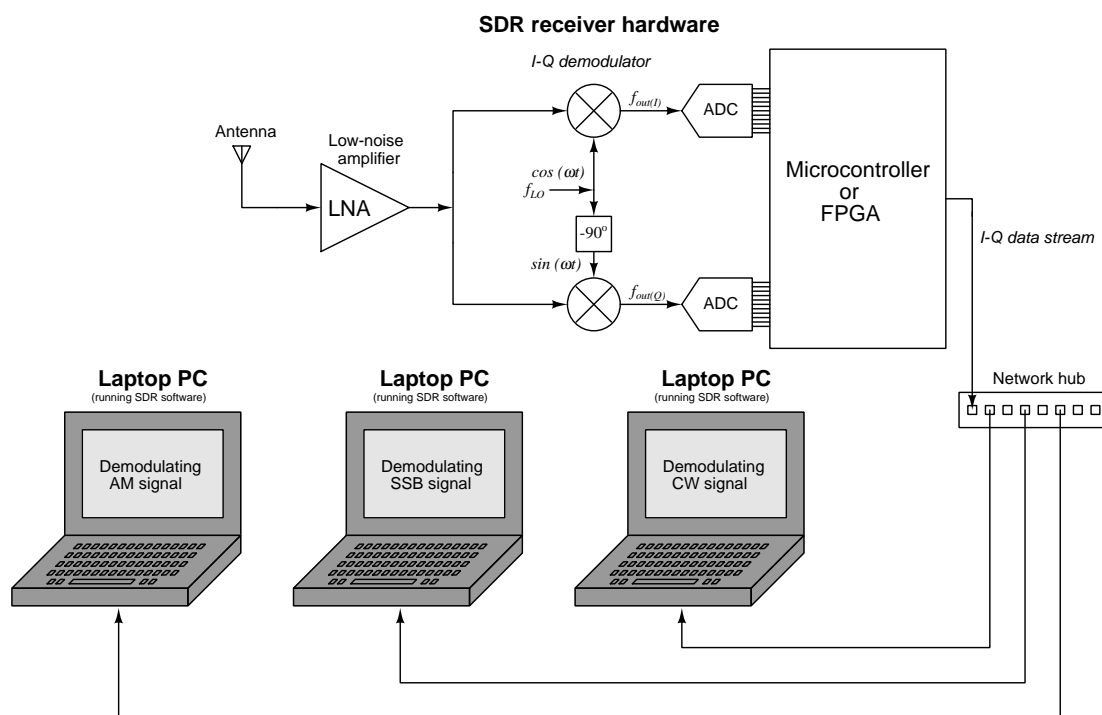 SDR receiver hardware
I-Q demodulator
Antenna
Low-noise
amplifier
LNA
fout(I)
ADC
cos (ωt)
fLO
-90°
sin (ωt)
fout(Q)
ADC
Microcontroller
or
FPGA
I-Q data stream
Network hub
Laptop PC
(running SDR software)
Demodulating
AM signal
Laptop PC
(running SDR software)
Demodulating
SSB signal
Laptop PC
(running SDR software)
Demodulating
CW signal